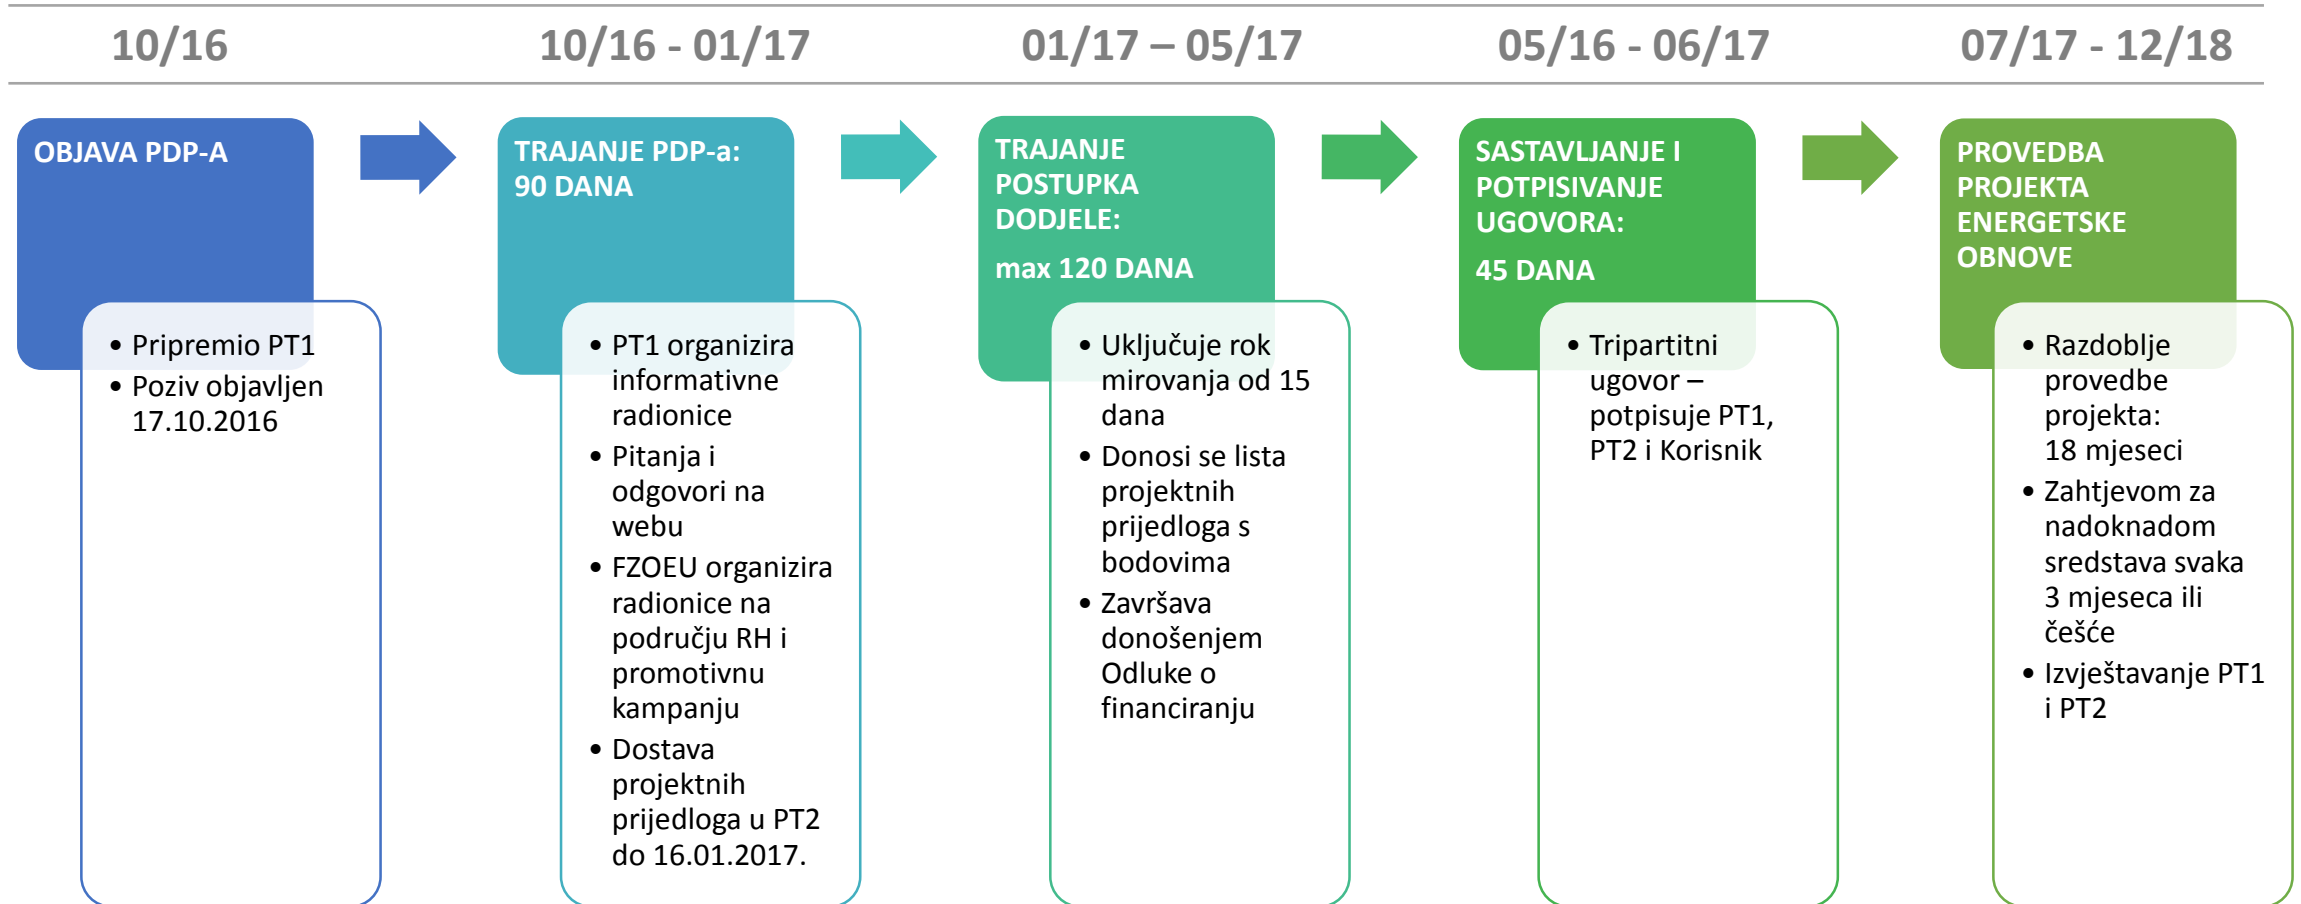 10/16
10/16 - 01/17
01/17 – 05/17
05/16 - 06/17
07/17 - 12/18
OBJAVA PDP-A
• Pripremio PT1
• Poziv objavljen
17.10.2016
TRAJANJE PDP-a:
90 DANA
• PT1 organizira
informativne
radionice
• Pitanja i
odgovori na
webu
• FZOEU organizira
radionice na
području RH i
promotivnu
kampanju
• Dostava
projektnih
prijedloga u PT2
do 16.01.2017.
TRAJANJE
POSTUPKA
DODJELE:
max 120 DANA
• Uključuje rok
mirovanja od 15
dana
• Donosi se lista
projektnih
prijedloga s
bodovima
• Završava
donošenjem
Odluke o
financiranju
SASTAVLJANJE I
POTPISIVANJE
UGOVORA:
45 DANA
• Tripartitni
ugovor –
potpisuje PT1,
PT2 i Korisnik
PROVEDBA
PROJEKTA
ENERGETSKE
OBNOVE
• Razdoblje
provedbe
projekta:
18 mjeseci
• Zahtjevom za
nadoknadom
sredstava svaka
3 mjeseca ili
češće
• Izvještavanje PT1
i PT2